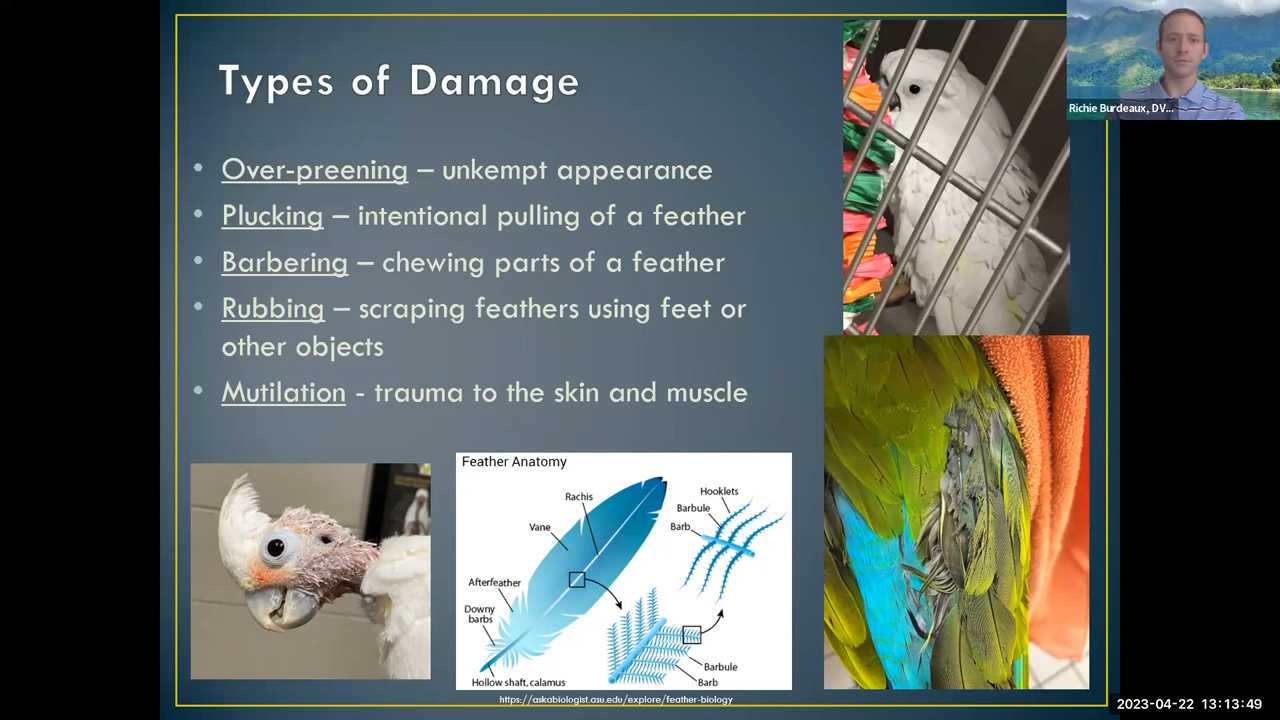 Types of Damage
Richie Burdeaux, DV...
• Over-preening – unkempt appearance
• Plucking – intentional pulling of a feather
• Barbering – chewing parts of a feather
• Rubbing – scraping feathers using feet or
other objects
• Mutilation - trauma to the skin and muscle
Feather Anatomy
Rachis
Vane
Afterfeather
Downy
barbs
Hollow shaft, calamus
Hooklets
Barbule
Barb
Barbule
Barb
https://askabiologist.asu.edu/explore/feather-biology
2023-04-22 13:13:49